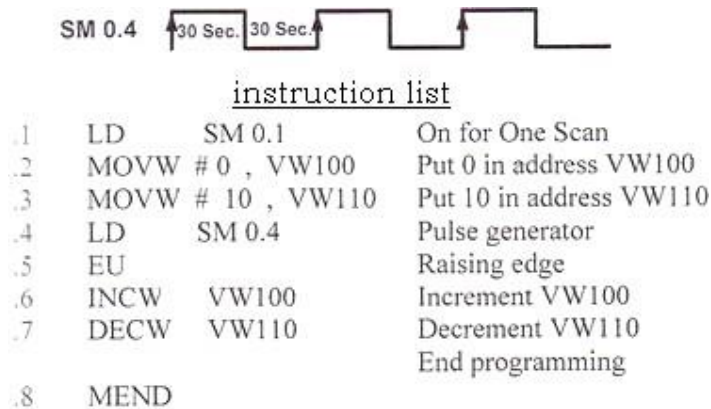 SM 0.4 30 Sec. 30 Sec.
instruction list
.1 LD SM 0.1 On for One Scan
.2 MOVW # 0 , VW100 Put 0 in address VW100
.3 MOVW # 10 , VW110 Put 10 in address VW110
.4 LD SM 0.4 Pulse generator
.5 EU Raising edge
.6 INCW VW100 Increment VW100
.7 DECW VW110 Decrement VW110
End programming
.8 MEND